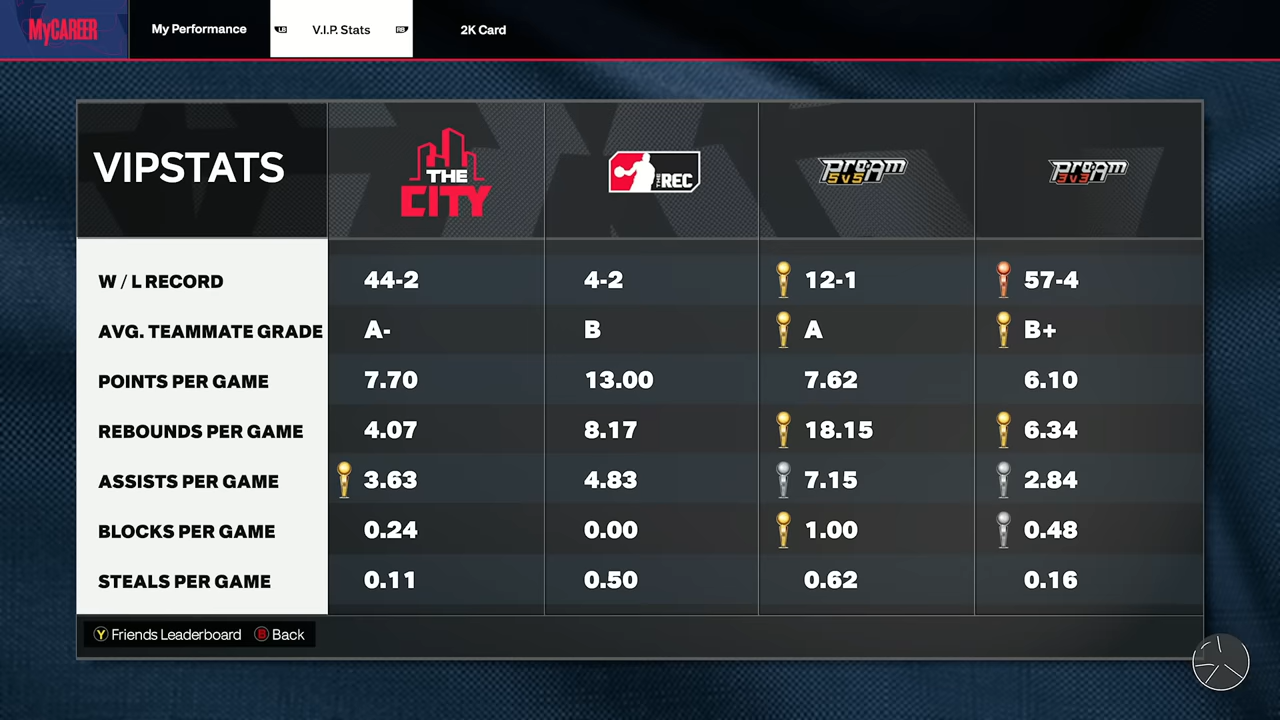 MyCAREER
My Performance
LB
V.I.P. Stats
RB
2K Card
VIPSTATS
THE CITY
THE REC
PROAM 5v5
PROAM 3v3
W / L RECORD 44-2 4-2 12-1 57-4
AVG. TEAMMATE GRADE A- B A B+
POINTS PER GAME 7.70 13.00 7.62 6.10
REBOUNDS PER GAME 4.07 8.17 18.15 6.34
ASSISTS PER GAME 3.63 4.83 7.15 2.84
BLOCKS PER GAME 0.24 0.00 1.00 0.48
STEALS PER GAME 0.11 0.50 0.62 0.16
Y Friends Leaderboard B Back